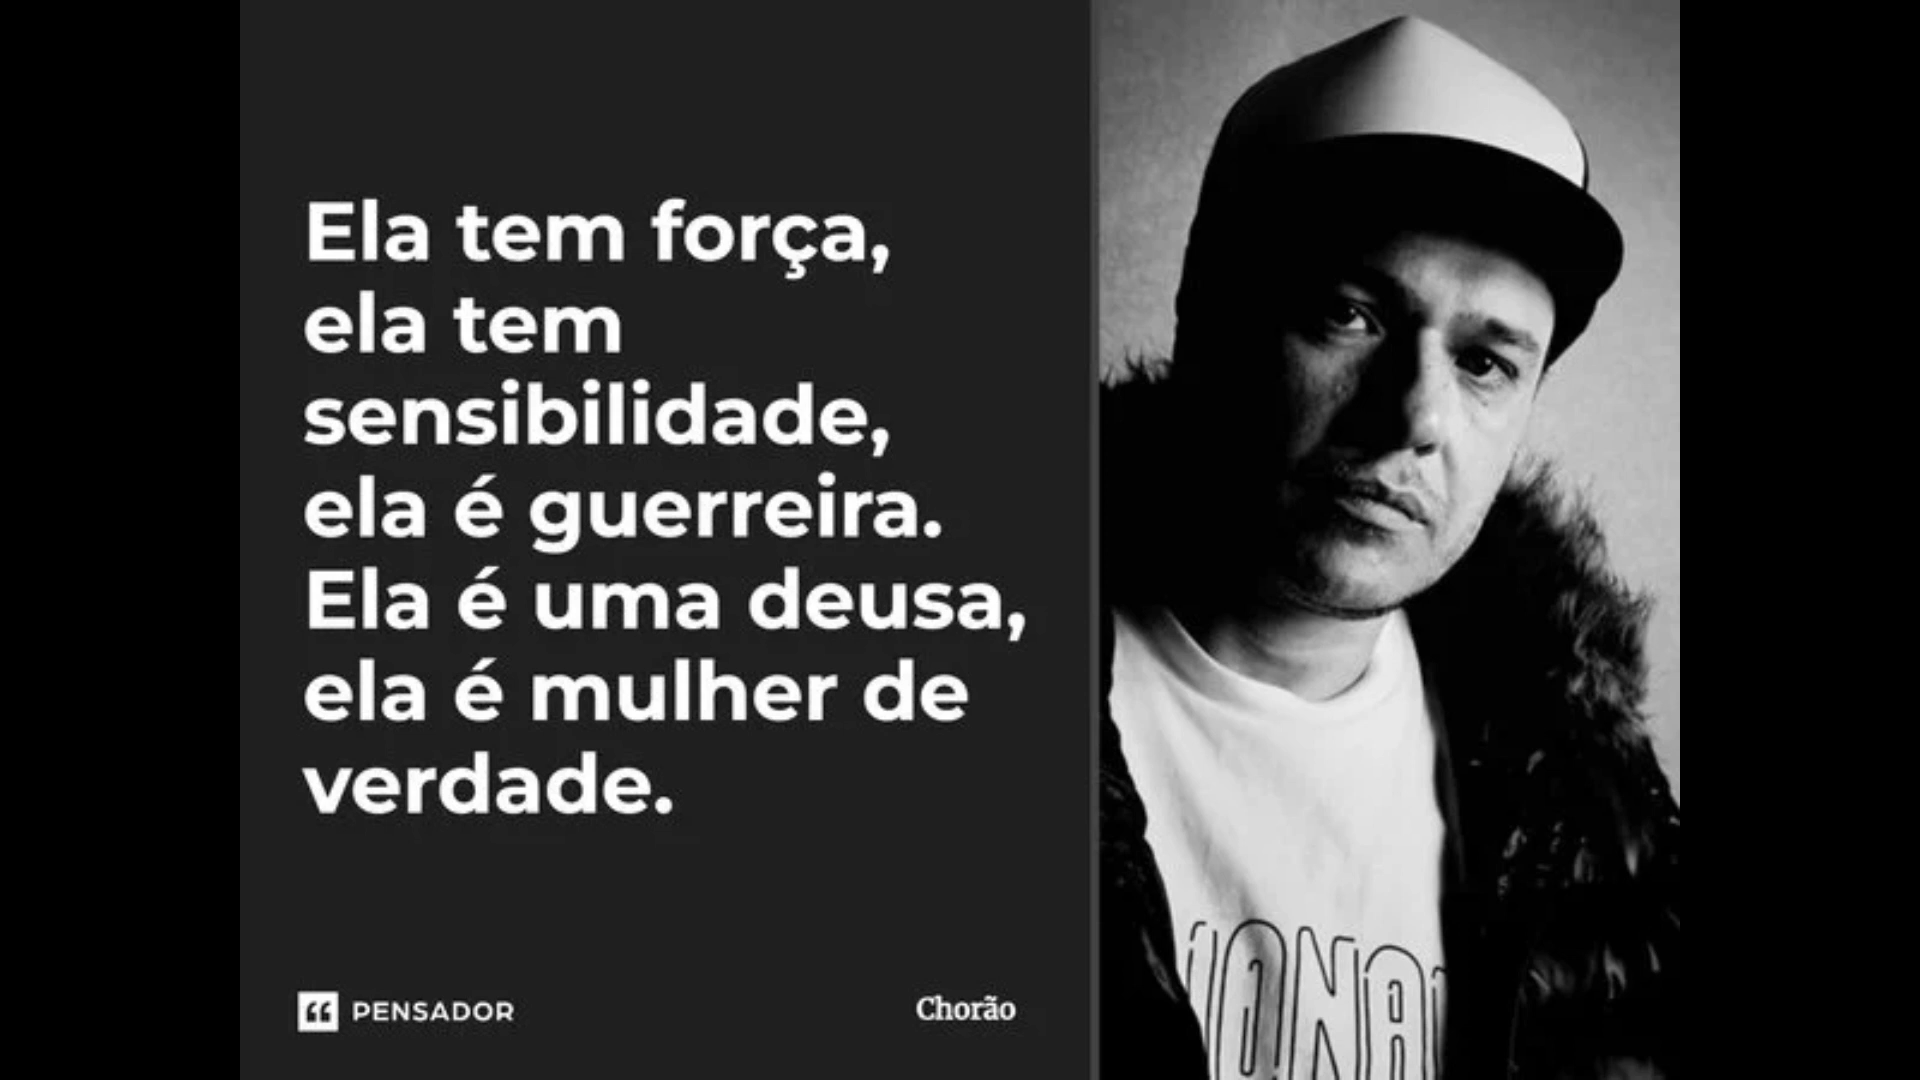 Ela tem força,
ela tem
sensibilidade,
ela é guerreira.
Ela é uma deusa,
ela é mulher de
verdade.
PENSADOR
Chorão